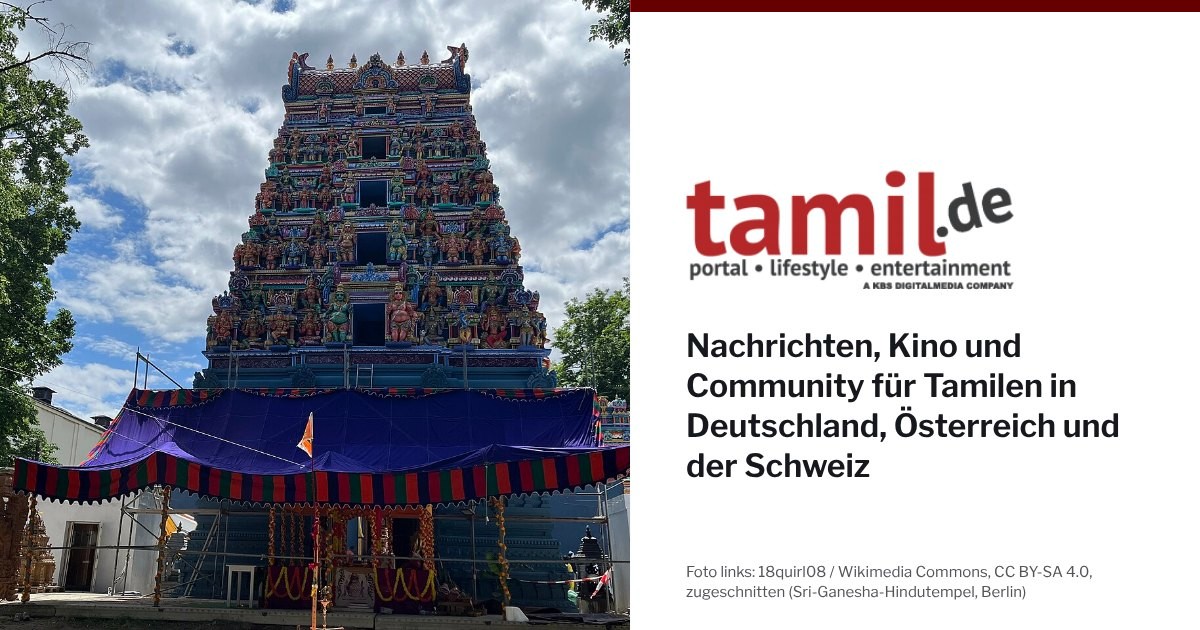 tamil.de
portal • lifestyle • entertainment
A KBS DIGITALMEDIA COMPANY
Nachrichten, Kino und
Community für Tamilen in
Deutschland, Österreich und
der Schweiz
Foto links: 18quirl08 / Wikimedia Commons, CC BY-SA 4.0,
zugeschnitten (Sri-Ganesha-Hindutempel, Berlin)